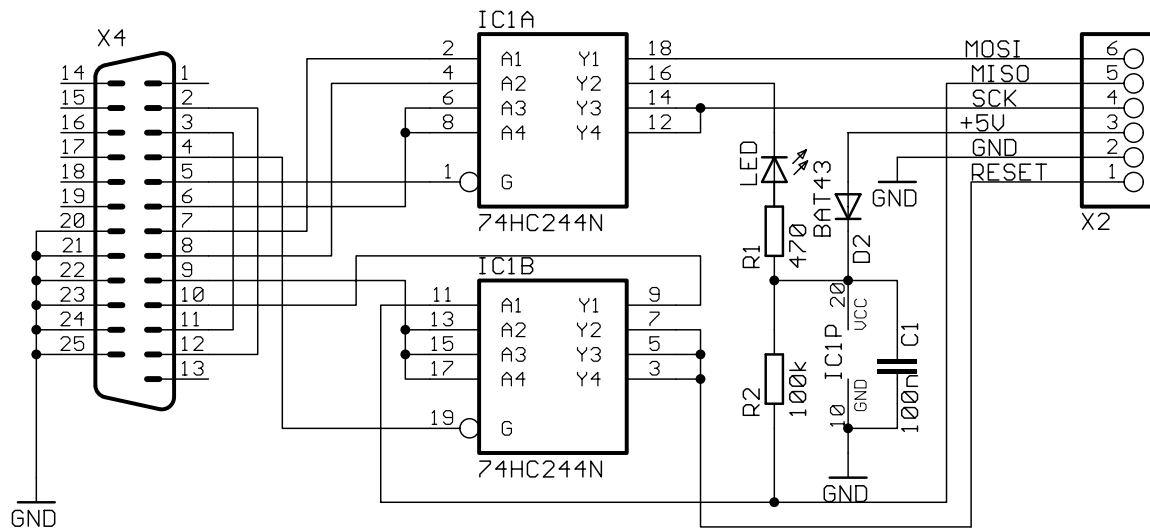 X4
14
15
16
17
18
19
20
21
22
23
24
25
1
2
3
4
5
6
7
8
9
10
11
12
13
GND
IC1A
2
4
6
8
1
A1
A2
A3
A4
G
Y1
Y2
Y3
Y4
18
16
14
12
74HC244N
IC1B
11
13
15
17
19
A1
A2
A3
A4
G
Y1
Y2
Y3
Y4
9
7
5
3
74HC244N
LED
R1
470
R2
100k
BAT43
D2
IC1P
20
VCC
10
GND
C1
100n
GND
GND
MOSI
MISO
SCK
+5V
GND
RESET
6
5
4
3
2
1
X2